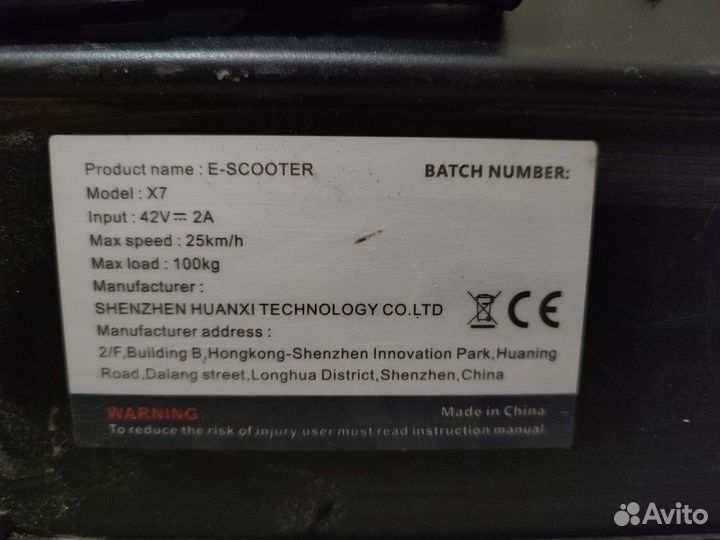 Product name : E-SCOOTER
BATCH NUMBER:
Model : X7
Input : 42V⎓ 2A
Max speed : 25km/h
Max load : 100kg
Manufacturer :
SHENZHEN HUANXI TECHNOLOGY CO.LTD
CE
Manufacturer address :
2/F,Building B,Hongkong-Shenzhen Innovation Park,Huaning
Road,Dalang street,Longhua District,Shenzhen,China
WARNING:
Made in China
To reduce the risk of injury user must read instruction manual.
Avito